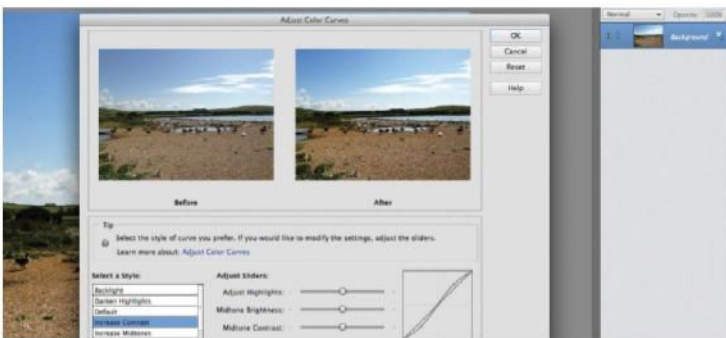 Adjust Color Curves
Normal
Opacity: 100%
OK
Cancel
Reset
Help
Background
Before
After
Tip
Select the style of curve you prefer. If you would like to modify the settings, adjust the sliders.
Learn more about: Adjust Color Curves
Select a Style:
Adjust Sliders:
Backlight
Darken Highlights
Default
Increase Contrast
Increase Midtones
Adjust Highlights:
Midtone Brightness:
Midtone Contrast: